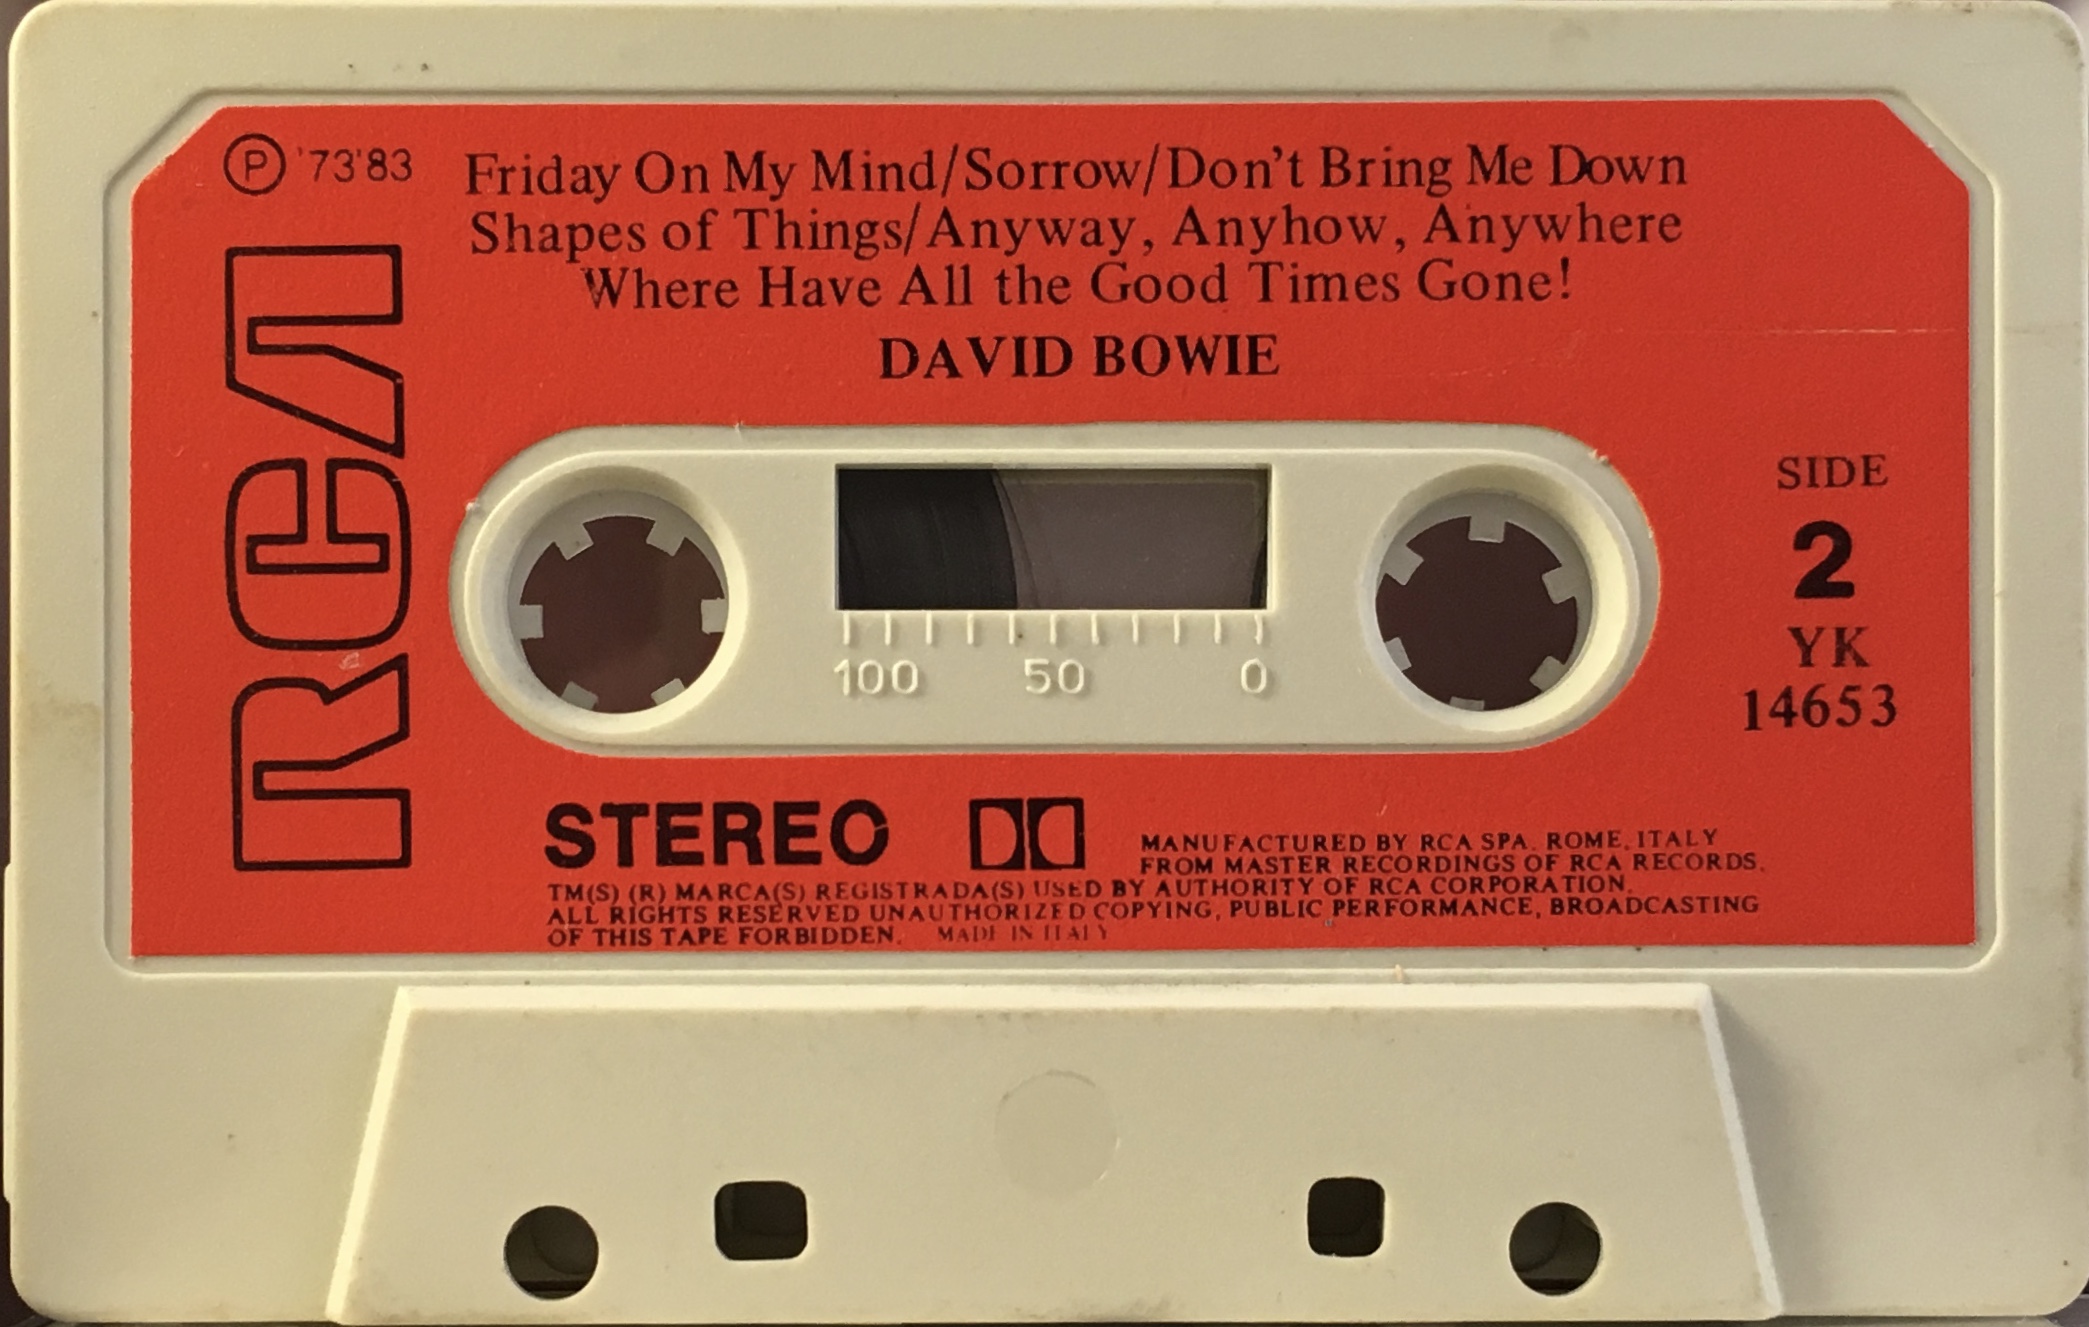 Ⓟ '73'83
Friday On My Mind/Sorrow/Don't Bring Me Down
Shapes of Things/Anyway, Anyhow, Anywhere
Where Have All the Good Times Gone!
DAVID BOWIE
RCA
SIDE
2
YK
14653
100 50 0
STEREO
MANUFACTURED BY RCA SPA. ROME. ITALY
FROM MASTER RECORDINGS OF RCA RECORDS.
TM(S) (R) MARCA(S) REGISTRADA(S) USED BY AUTHORITY OF RCA CORPORATION.
ALL RIGHTS RESERVED UNAUTHORIZED COPYING, PUBLIC PERFORMANCE, BROADCASTING
OF THIS TAPE FORBIDDEN. MADE IN ITALY